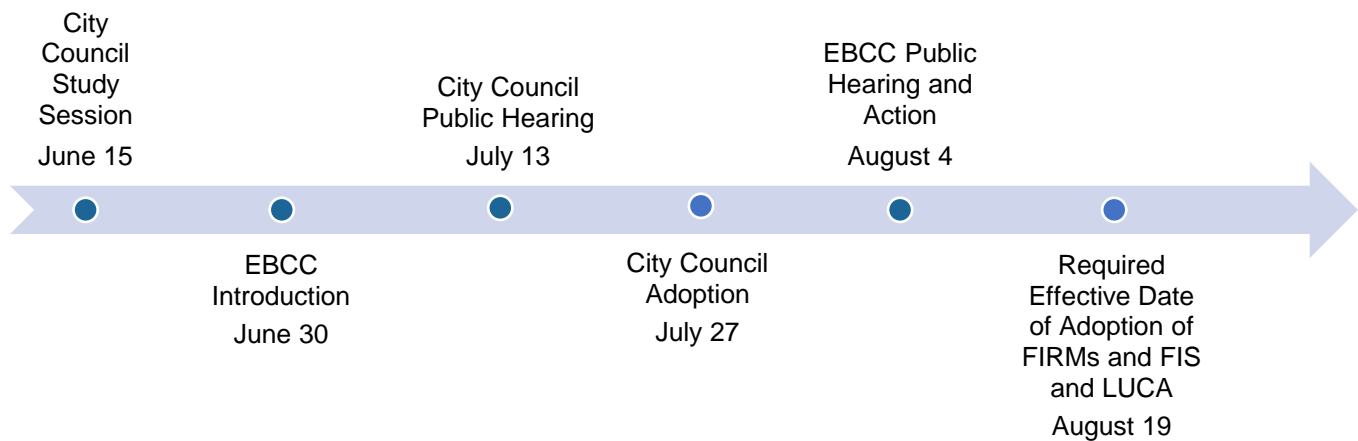 City
Council
Study
Session
June 15
EBCC
Introduction
June 30
City Council
Public Hearing
July 13
City Council
Adoption
July 27
EBCC Public
Hearing and
Action
August 4
Required
Effective Date
of Adoption of
FIRMs and FIS
and LUCA
August 19